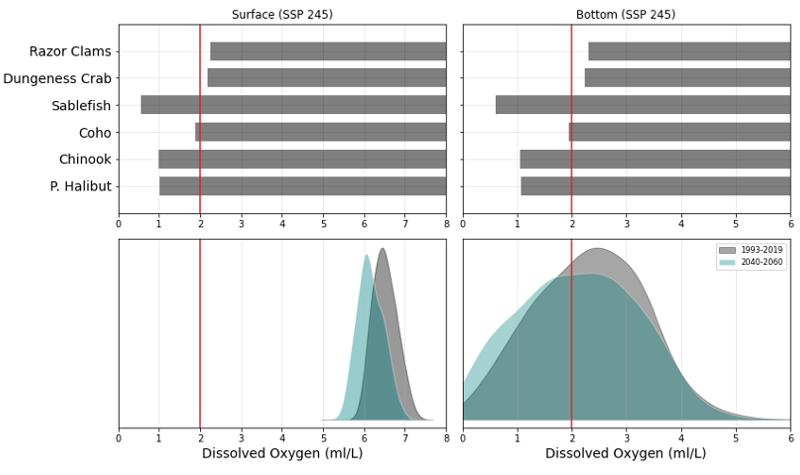 Surface (SSP 245)
Bottom (SSP 245)
Razor Clams
Dungeness Crab
Sablefish
Coho
Chinook
P. Halibut
0 1 2 3 4 5 6 7 8
0 1 2 3 4 5 6
1993-2019
2040-2060
0 1 2 3 4 5 6 7 8
0 1 2 3 4 5 6
Dissolved Oxygen (ml/L)
Dissolved Oxygen (ml/L)